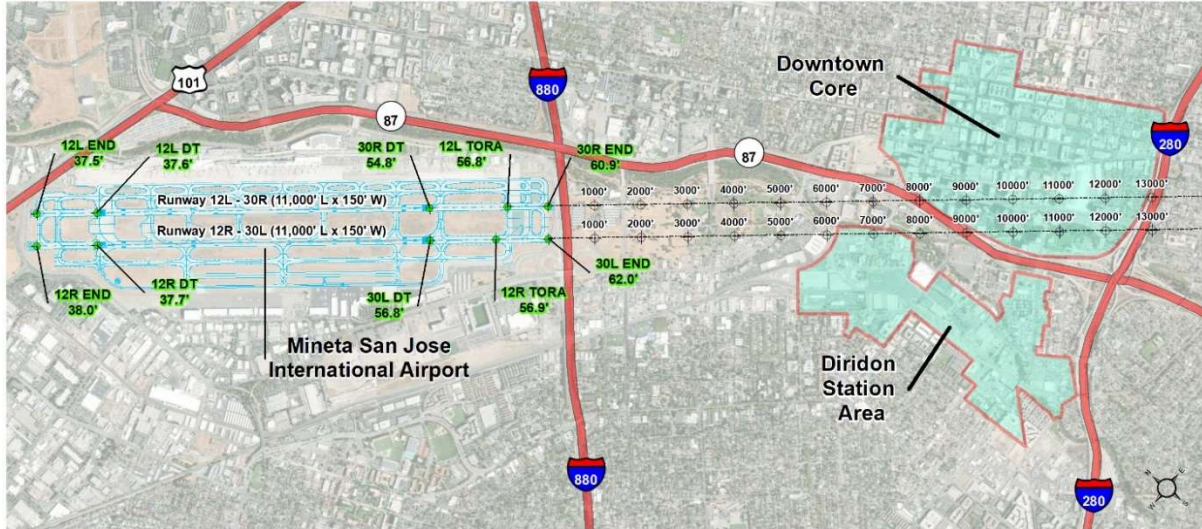 Downtown
Core
101
880
87
280
12L END
37.5'
12L DT
37.6'
30R DT
54.8'
12L TORA
56.8'
30R END
60.9'
87
Runway 12L - 30R (11,000' L x 150' W)
1000' 2000' 3000' 4000' 5000' 6000' 7000' 8000' 9000' 10000' 11000' 12000' 13000'
Runway 12R - 30L (11,000' L x 150' W)
1000' 2000' 3000' 4000' 5000' 6000' 7000' 8000' 9000' 10000' 11000' 12000' 13000'
12R END
38.0'
12R DT
37.7'
30L DT
56.8'
12R TORA
56.9'
30L END
62.0'
Mineta San Jose
International Airport
Diridon
Station
Area
880
280
N
E
W
S